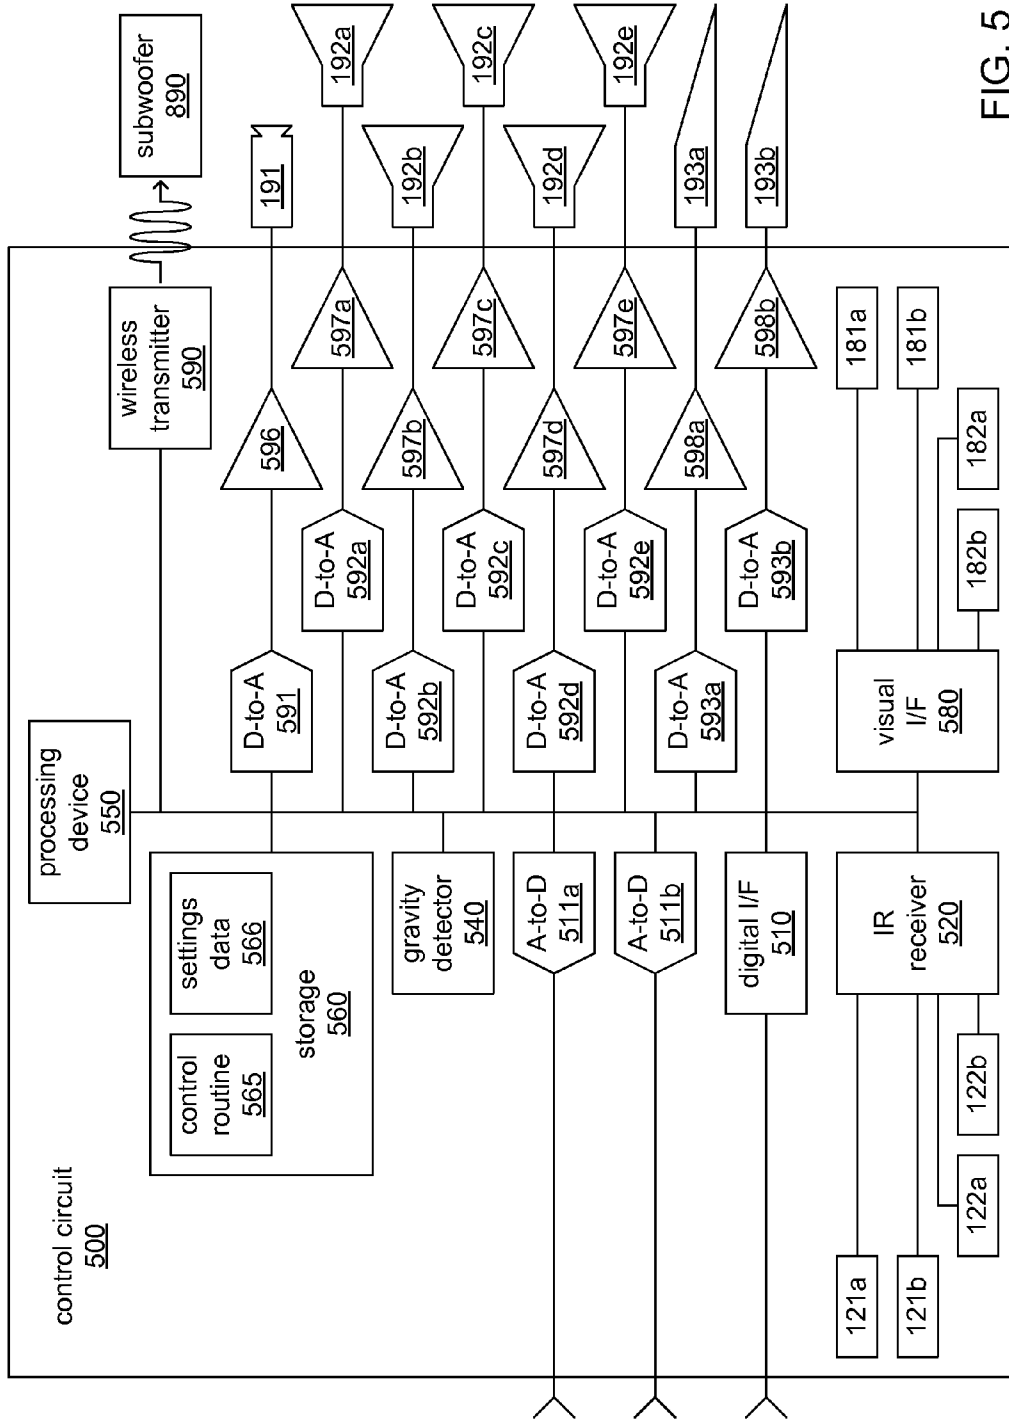 control circuit
500
control
routine
565
settings
data
566
storage
560
processing
device
550
wireless
transmitter
590
subwoofer
890
gravity
detector
540
A-to-D
511a
A-to-D
511b
digital I/F
510
D-to-A
591
D-to-A
592a
D-to-A
592b
D-to-A
592c
D-to-A
592d
D-to-A
592e
D-to-A
593a
D-to-A
593b
596
597a
597b
597c
597d
597e
598a
598b
191
192a
192b
192c
192d
192e
193a
193b
121a
121b
122a
122b
IR
receiver
520
visual
I/F
580
181a
181b
182b
182a
FIG. 5